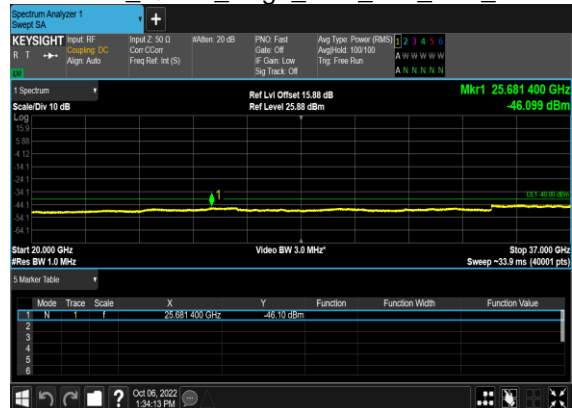 Spectrum Analyzer 1
Swept SA
+
KEYSIGHT Input: RF Input Z: 50 Ω #Atten: 20 dB PNO: Fast Avg Type: Power (RMS) 1 2 3 4 5 6
R T Coupling: DC Corr CCorr Gate: Off Avg|Hold: 100/100 A W W W W W
Align: Auto Freq Ref: Int (S) IF Gain: Low Trig: Free Run
Sig Track: Off A N N N N N
1 Spectrum Ref Lvl Offset 15.88 dB Mkr1 25.681 400 GHz
Scale/Div 10 dB Ref Level 25.88 dBm -46.099 dBm
Log
15.9
5.88
-4.12
-14.1
-24.1
-34.1 1
-44.1
-54.1
-64.1
Start 20.000 GHz Video BW 3.0 MHz* Stop 37.000 GHz
#Res BW 1.0 MHz Sweep ~33.9 ms (40001 pts)
5 Marker Table
Mode Trace Scale X Y Function Function Width Function Value
1 N 1 f 25.681 400 GHz -46.10 dBm
2
3
4
5
6
? Oct 06, 2022
1:34:13 PM